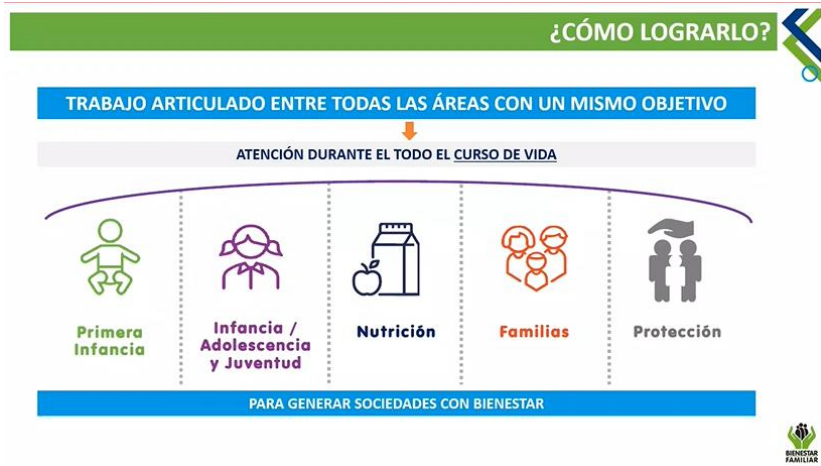 ¿CÓMO LOGRARLO?
TRABAJO ARTICULADO ENTRE TODAS LAS ÁREAS CON UN MISMO OBJETIVO
ATENCIÓN DURANTE EL TODO EL CURSO DE VIDA
Primera
Infancia
Infancia /
Adolescencia
y Juventud
Nutrición
Familias
Protección
PARA GENERAR SOCIEDADES CON BIENESTAR
BIENESTAR
FAMILIAR